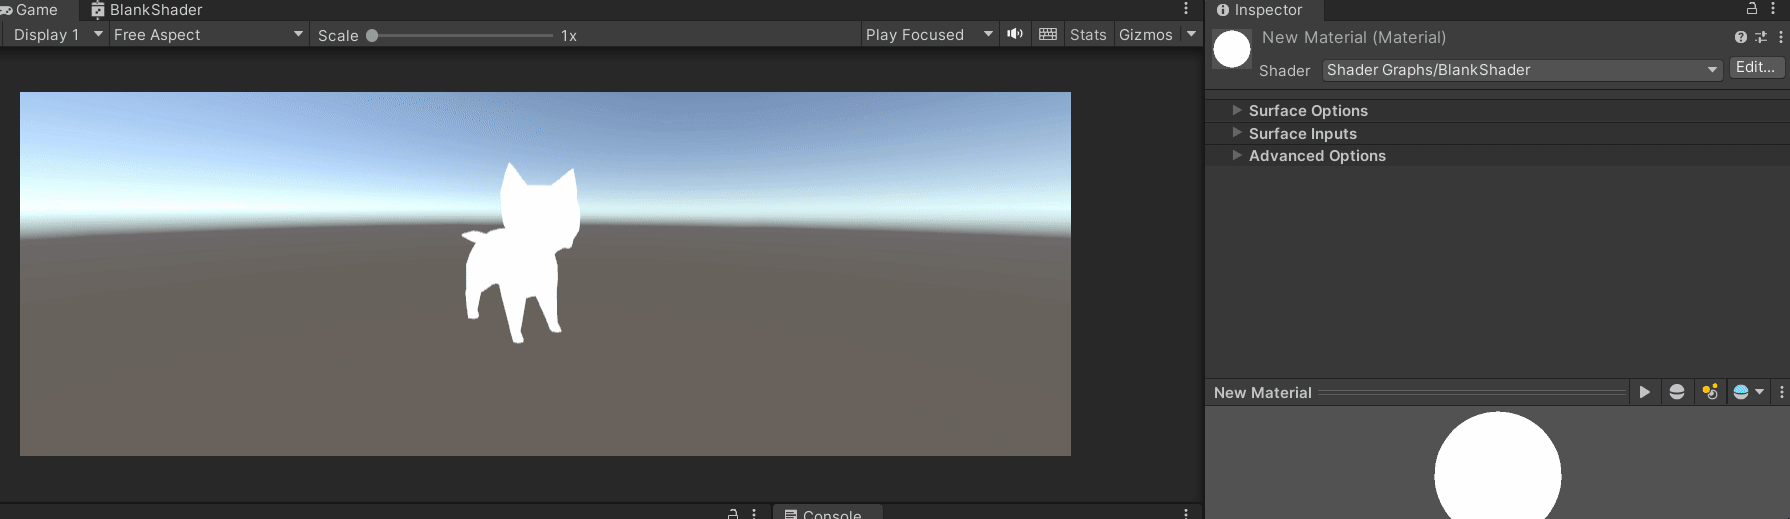 Game
BlankShader
Display 1
Free Aspect
Scale
1x
Play Focused
Stats
Gizmos
Console
Inspector
New Material (Material)
Shader
Shader Graphs/BlankShader
Edit...
Surface Options
Surface Inputs
Advanced Options
New Material